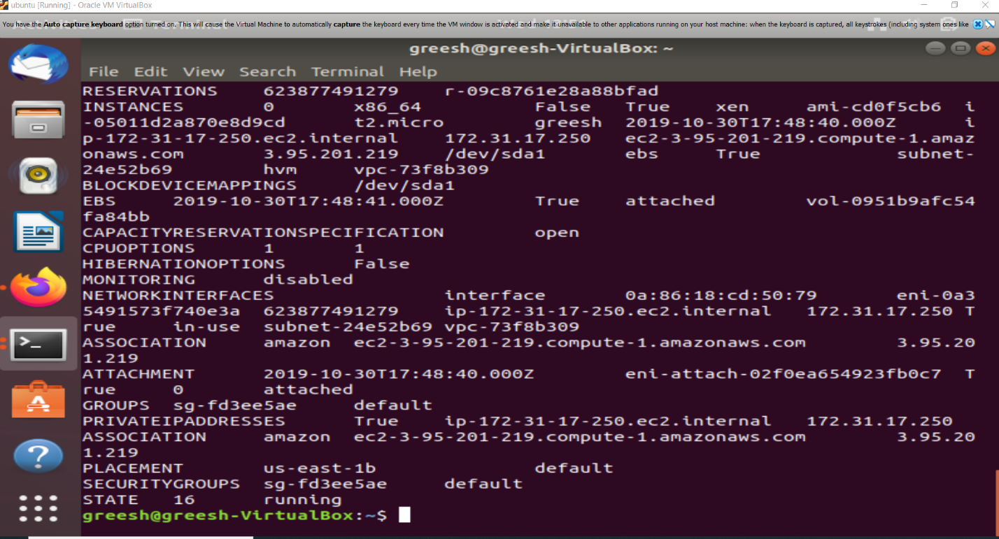 ubuntu [Running] - Oracle VM VirtualBox
You have the Auto capture keyboard option turned on. This will cause the Virtual Machine to automatically capture the keyboard every time the VM window is activated and make it unavailable to other applications running on your host machine: when the keyboard is captured, all keystrokes (including system ones like
greesh@greesh-VirtualBox: ~
File Edit View Search Terminal Help
RESERVATIONS 623877491279 r-09c8761e28a88bfad
INSTANCES 0 x86_64 False True xen ami-cd0f5cb6 i
-05011d2a870e8d9cd t2.micro greesh 2019-10-30T17:48:40.000Z i
p-172-31-17-250.ec2.internal 172.31.17.250 ec2-3-95-201-219.compute-1.amaz
onaws.com 3.95.201.219 /dev/sda1 ebs True subnet-
24e52b69 hvm vpc-73f8b309
BLOCKDEVICEMAPPINGS /dev/sda1
EBS 2019-10-30T17:48:41.000Z True attached vol-0951b9afc54
fa84bb
CAPACITYRESERVATIONSPECIFICATION open
CPUOPTIONS 1 1
HIBERNATIONOPTIONS False
MONITORING disabled
NETWORKINTERFACES interface 0a:86:18:cd:50:79 eni-0a3
5491573f740e3a 623877491279 ip-172-31-17-250.ec2.internal 172.31.17.250 T
rue in-use subnet-24e52b69 vpc-73f8b309
ASSOCIATION amazon ec2-3-95-201-219.compute-1.amazonaws.com 3.95.20
1.219
ATTACHMENT 2019-10-30T17:48:40.000Z eni-attach-02f0ea654923fb0c7 T
rue 0 attached
GROUPS sg-fd3ee5ae default
PRIVATEIPADDRESSES True ip-172-31-17-250.ec2.internal 172.31.17.250
ASSOCIATION amazon ec2-3-95-201-219.compute-1.amazonaws.com 3.95.20
1.219
PLACEMENT us-east-1b default
SECURITYGROUPS sg-fd3ee5ae default
STATE 16 running
greesh@greesh-VirtualBox:~$